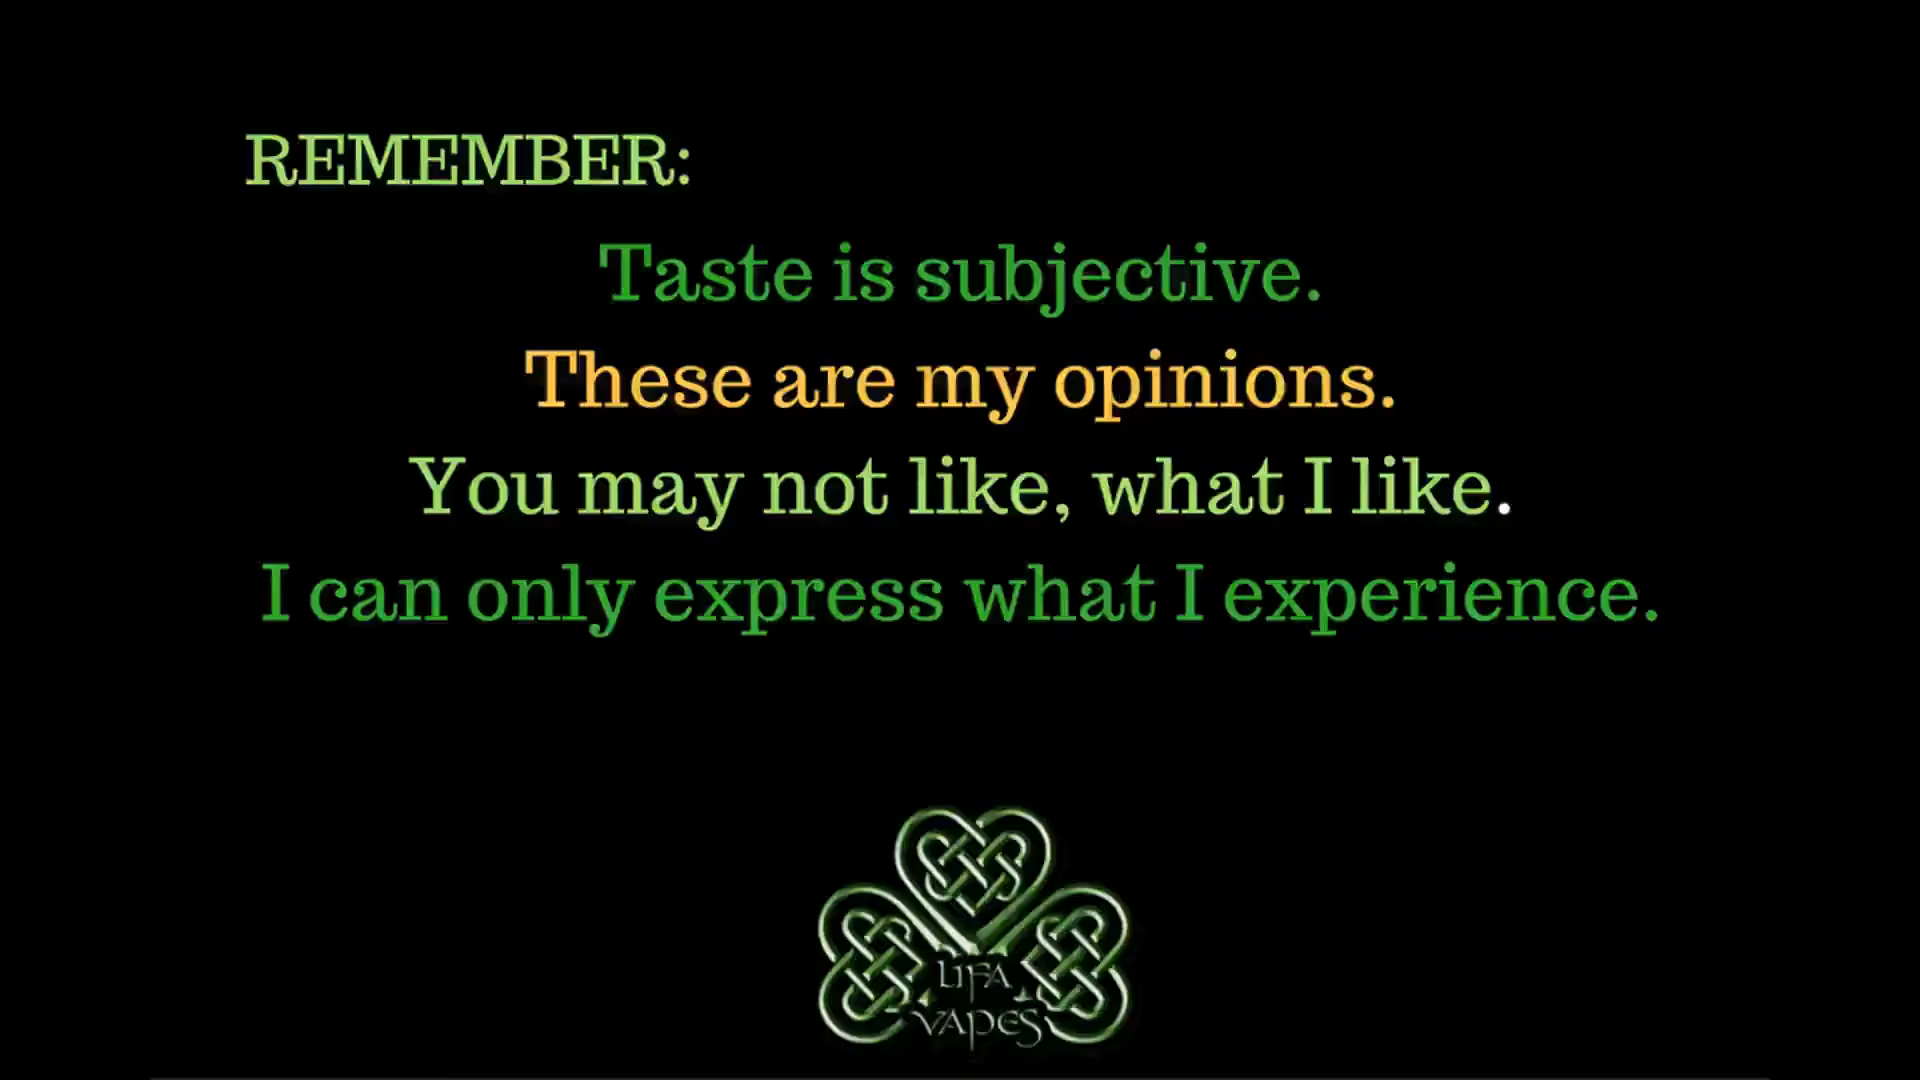 REMEMBER:
Taste is subjective.
These are my opinions.
You may not like, what I like.
I can only express what I experience.
LIFA
VAPES